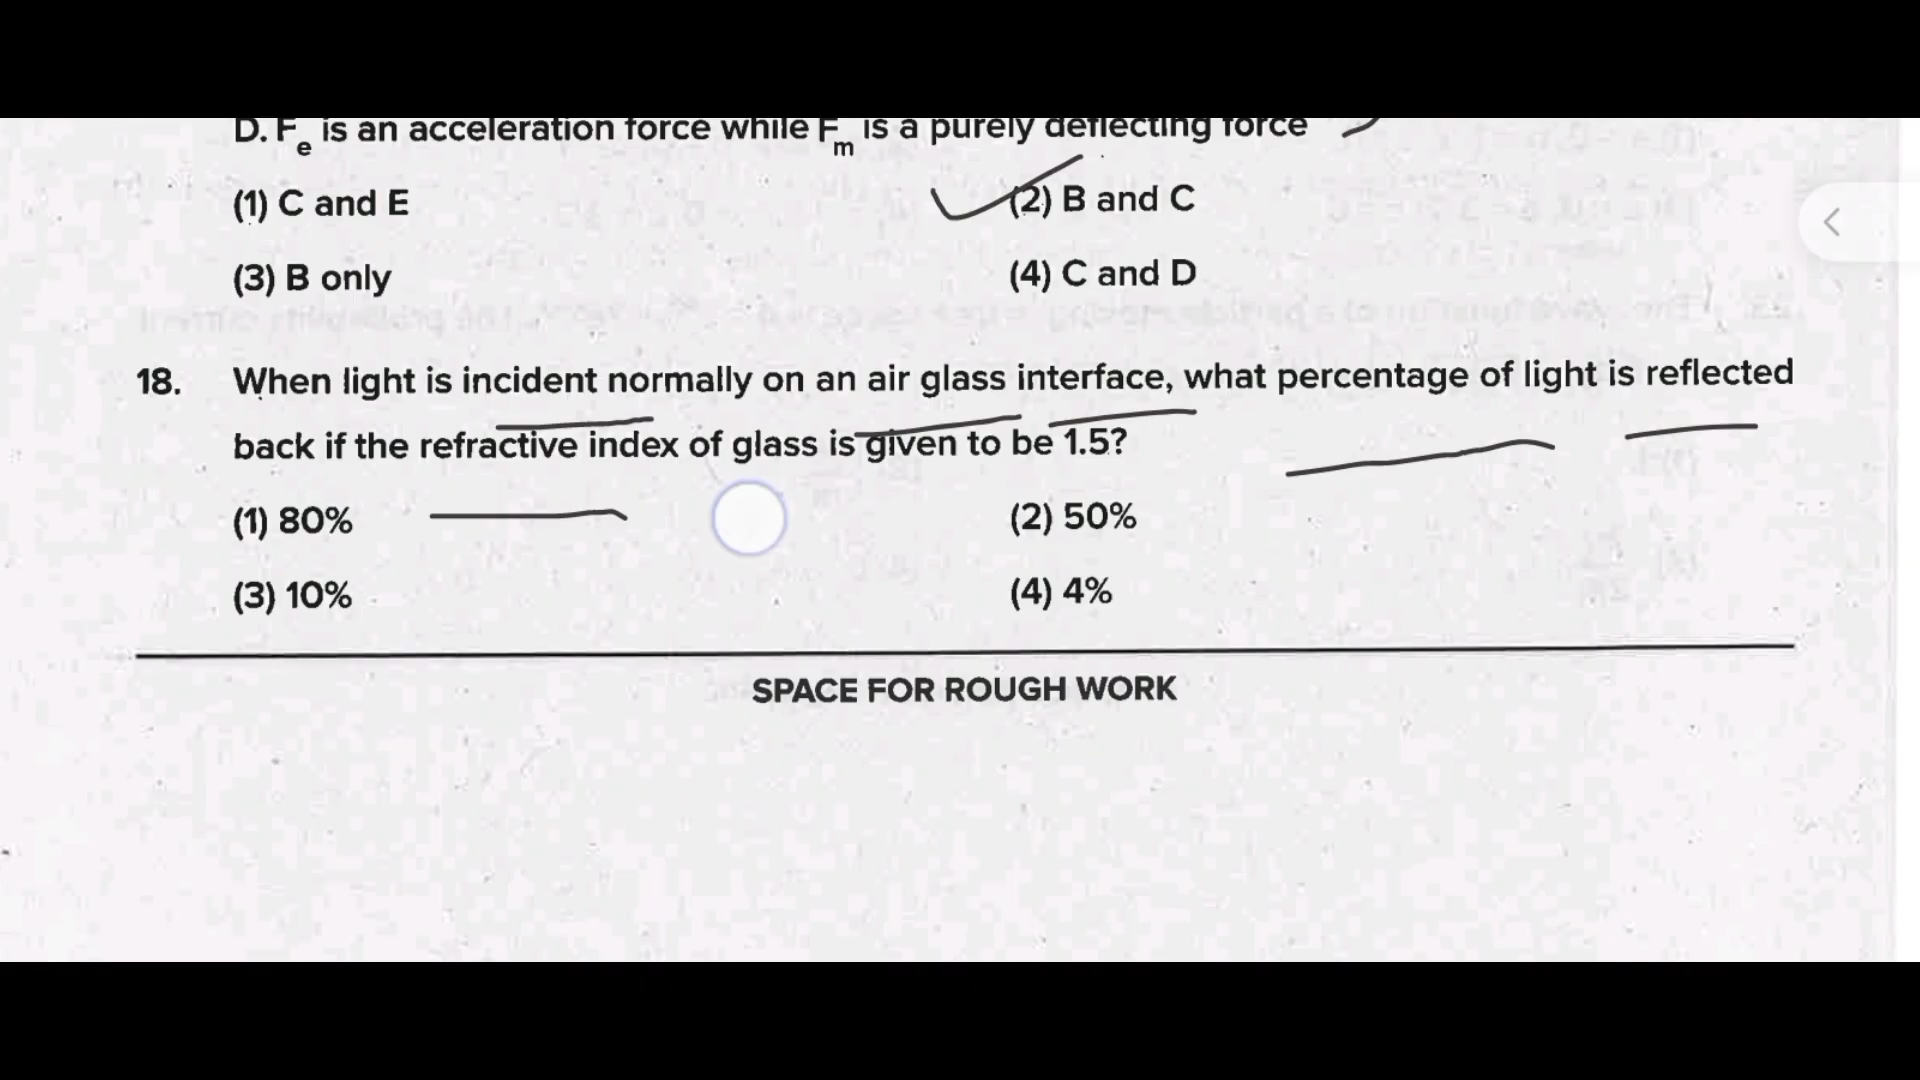 D. Fe is an acceleration force while Fm is a purely deflecting force
(1) C and E (2) B and C
(3) B only (4) C and D
18. When light is incident normally on an air glass interface, what percentage of light is reflected
back if the refractive index of glass is given to be 1.5?
(1) 80% (2) 50%
(3) 10% (4) 4%
SPACE FOR ROUGH WORK